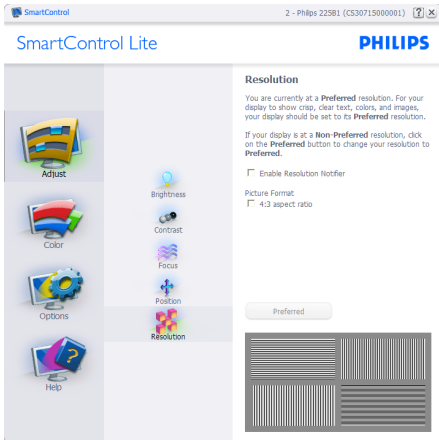 SmartControl
2 - Philips 225B1 (CS30715000001)
SmartControl Lite
PHILIPS
Adjust
Color
Options
Help
Brightness
Contrast
Focus
Position
Resolution
Resolution
You are currently at a Preferred resolution. For your
display to show crisp, clear text, colors, and images,
your display should be set to its Preferred resolution.
If your display is at a Non-Preferred resolution, click
on the Preferred button to change your resolution to
Preferred.
Enable Resolution Notifier
Picture Format
4:3 aspect ratio
Preferred